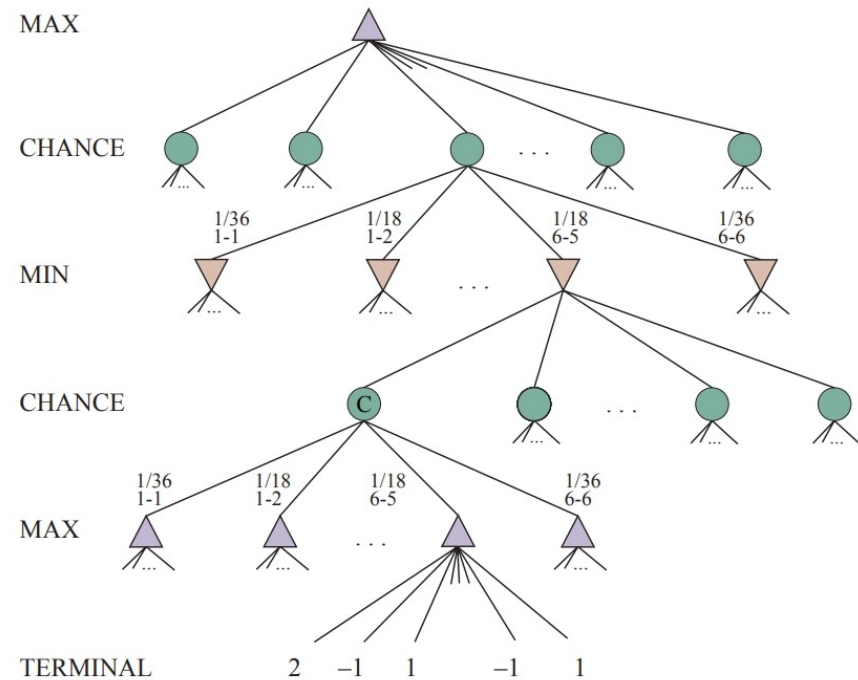 MAX
CHANCE
...
... ... ... ... ...
1/36 1/18 1/18 1/36
1-1 1-2 6-5 6-6
MIN
...
... ... ... ...
CHANCE C
...
... ... ...
1/36 1/18 1/18 1/36
1-1 1-2 6-5 6-6
MAX
...
... ... ...
TERMINAL 2 –1 1 –1 1